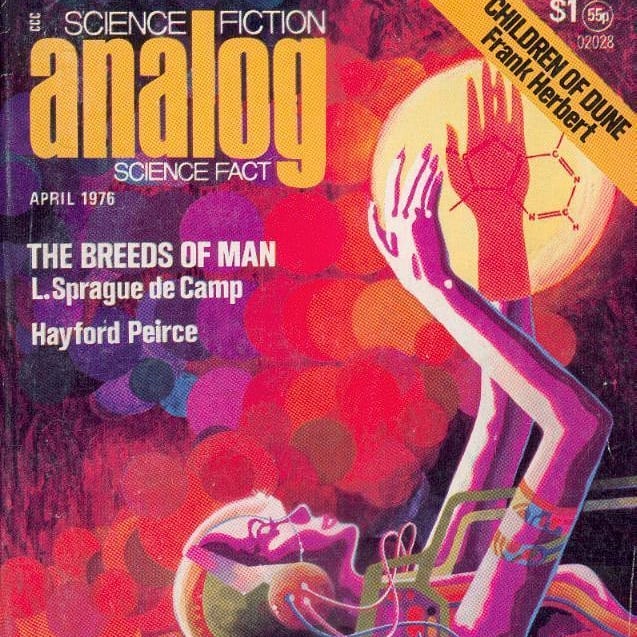 CCC
SCIENCE FICTION
analog
SCIENCE FACT
APRIL 1976
$1 55p
02028
CHILDREN OF DUNE
Frank Herbert
THE BREEDS OF MAN
L.Sprague de Camp
Hayford Peirce
N
N
H